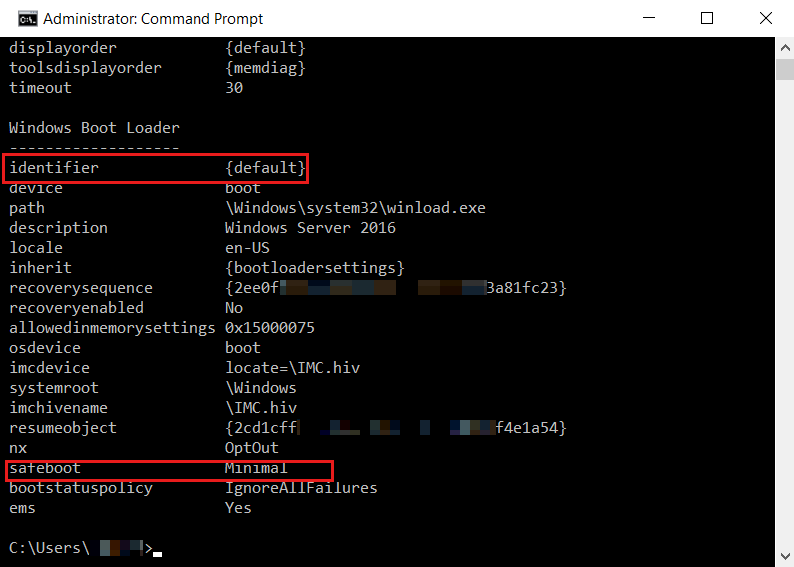 Administrator: Command Prompt
displayorder {default}
toolsdisplayorder {memdiag}
timeout 30
Windows Boot Loader
-------------------
identifier {default}
device boot
path \Windows\system32\winload.exe
description Windows Server 2016
locale en-US
inherit {bootloadersettings}
recoverysequence {2ee0f 3a81fc23}
recoveryenabled No
allowedinmemorysettings 0x15000075
osdevice boot
imcdevice locate=\IMC.hiv
systemroot \Windows
imchivename \IMC.hiv
resumeobject {2cd1cff f4e1a54}
nx OptOut
safeboot Minimal
bootstatuspolicy IgnoreAllFailures
ems Yes
C:\Users\ >